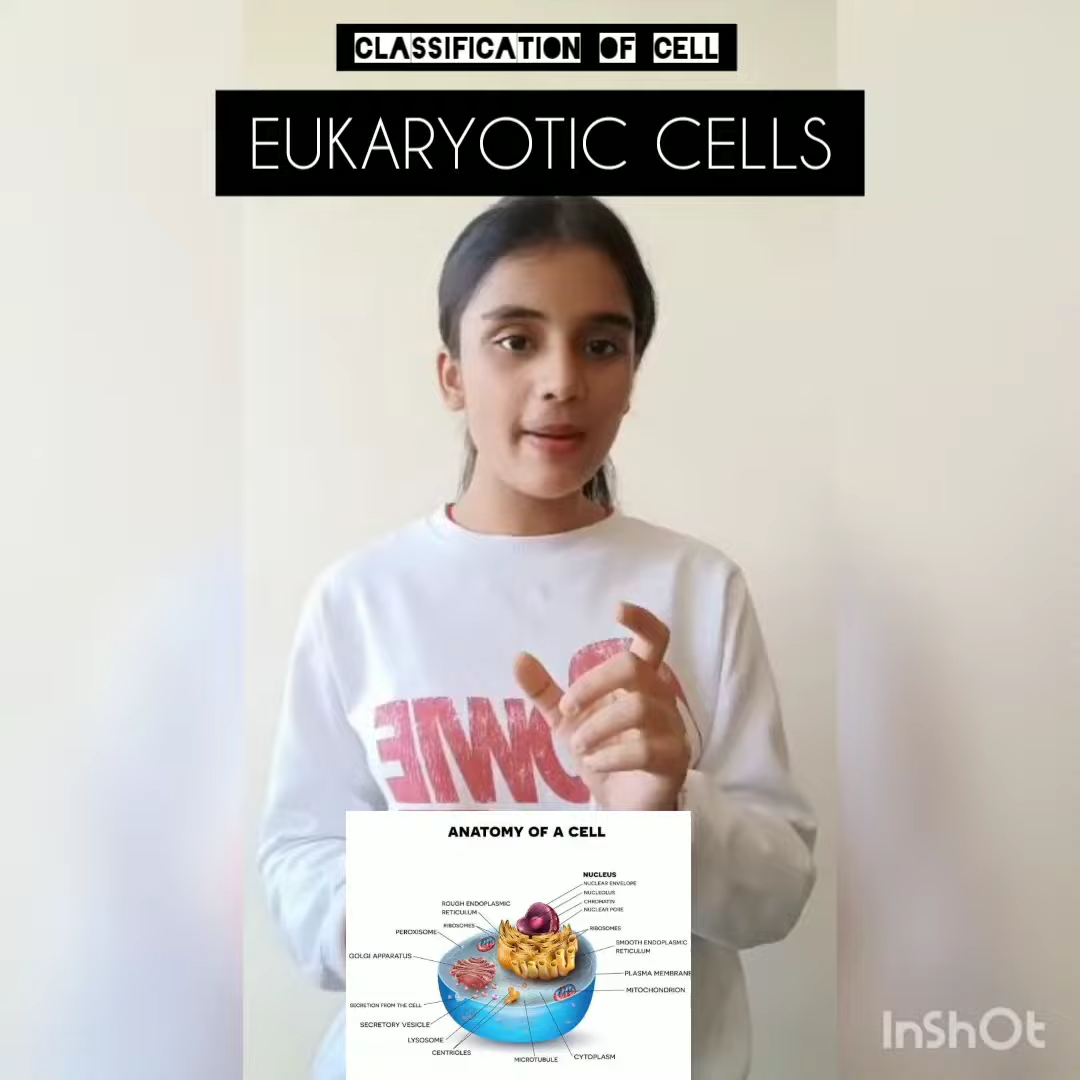 CLASSIFICATION OF CELL
EUKARYOTIC CELLS
ANATOMY OF A CELL
NUCLEUS
NUCLEAR ENVELOPE
NUCLEOLUS
CHROMATIN
NUCLEAR PORE
ROUGH ENDOPLASMIC
RETICULUM
RIBOSOMES
RIBOSOMES
PEROXISOME
SMOOTH ENDOPLASMIC
RETICULUM
GOLGI APPARATUS
PLASMA MEMBRANE
MITOCHONDRION
SECRETION FROM THE CELL
SECRETORY VESICLE
LYSOSOME
CENTRIOLES
MICROTUBULE
CYTOPLASM
InShOt